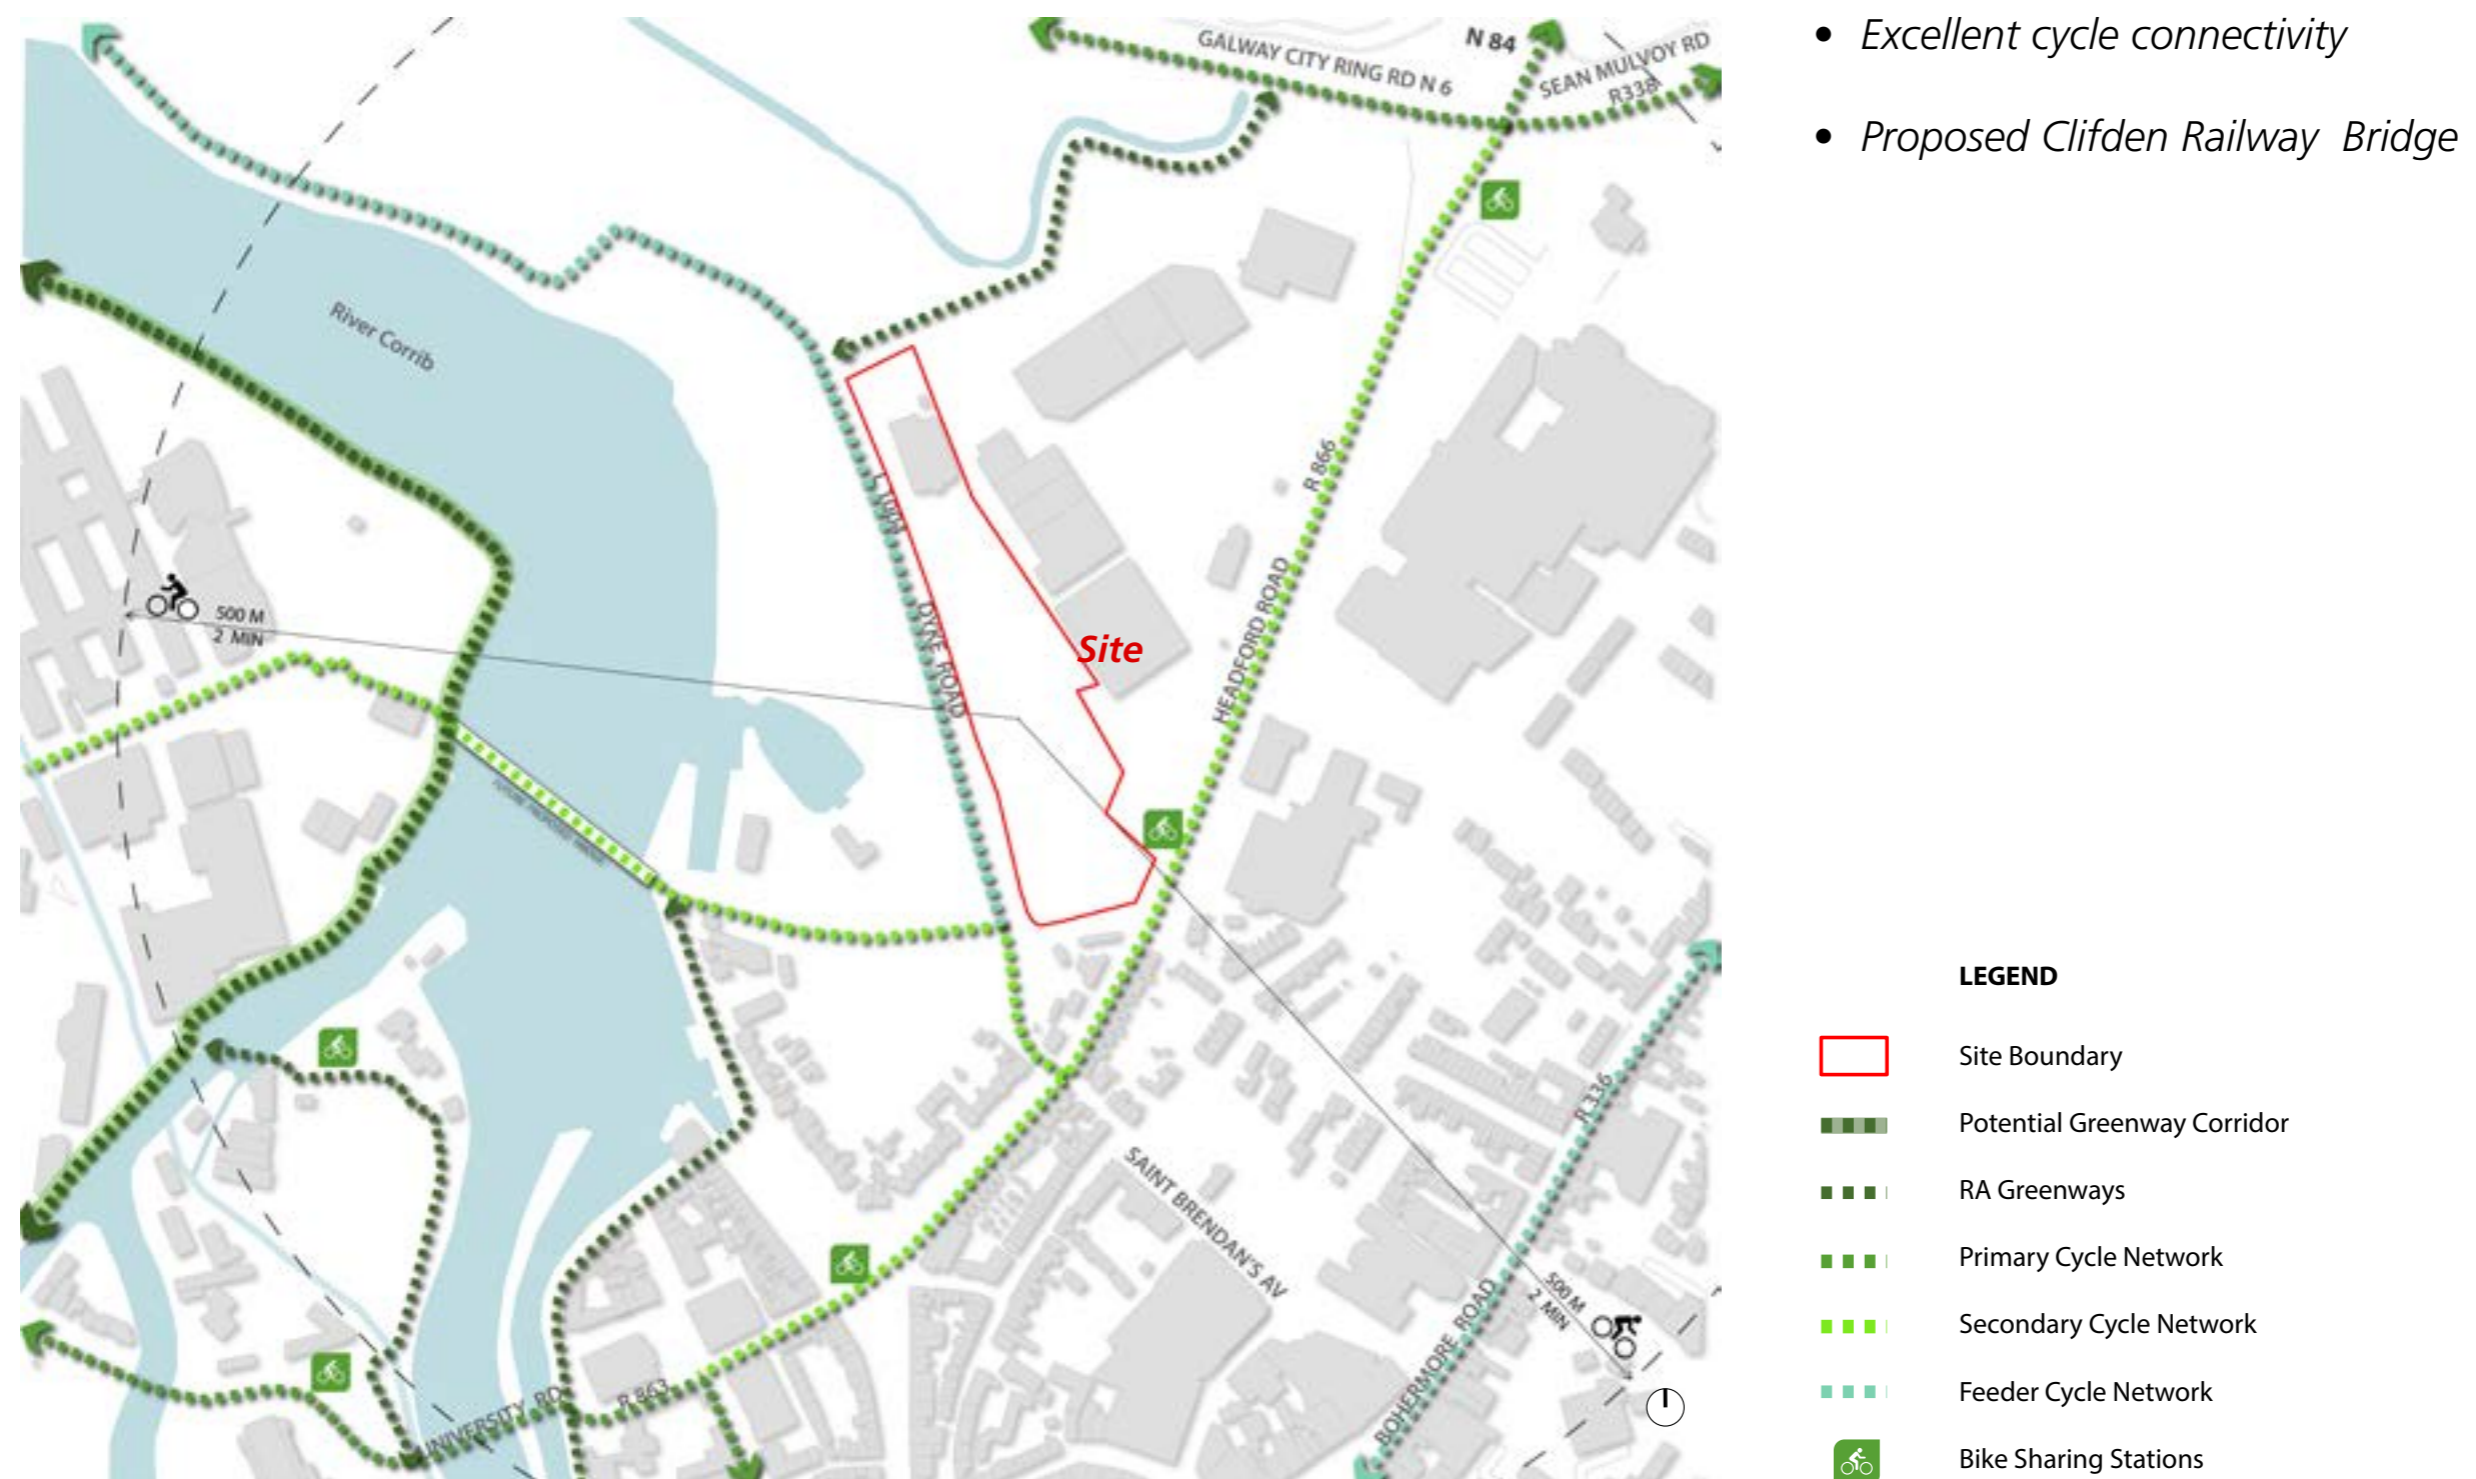 GALWAY CITY RING RD N 6
N 84
SEAN MULVOY RD
R338
River Corrib
R 866
HEADFORD ROAD
DYKE ROAD
Site
500 M
2 MIN
R 336
SAINT BRENDAN'S AV
BOHERMORE ROAD
500 M
2 MIN
UNIVERSITY RD
R 863
• Excellent cycle connectivity
• Proposed Clifden Railway Bridge
LEGEND
Site Boundary
Potential Greenway Corridor
RA Greenways
Primary Cycle Network
Secondary Cycle Network
Feeder Cycle Network
Bike Sharing Stations